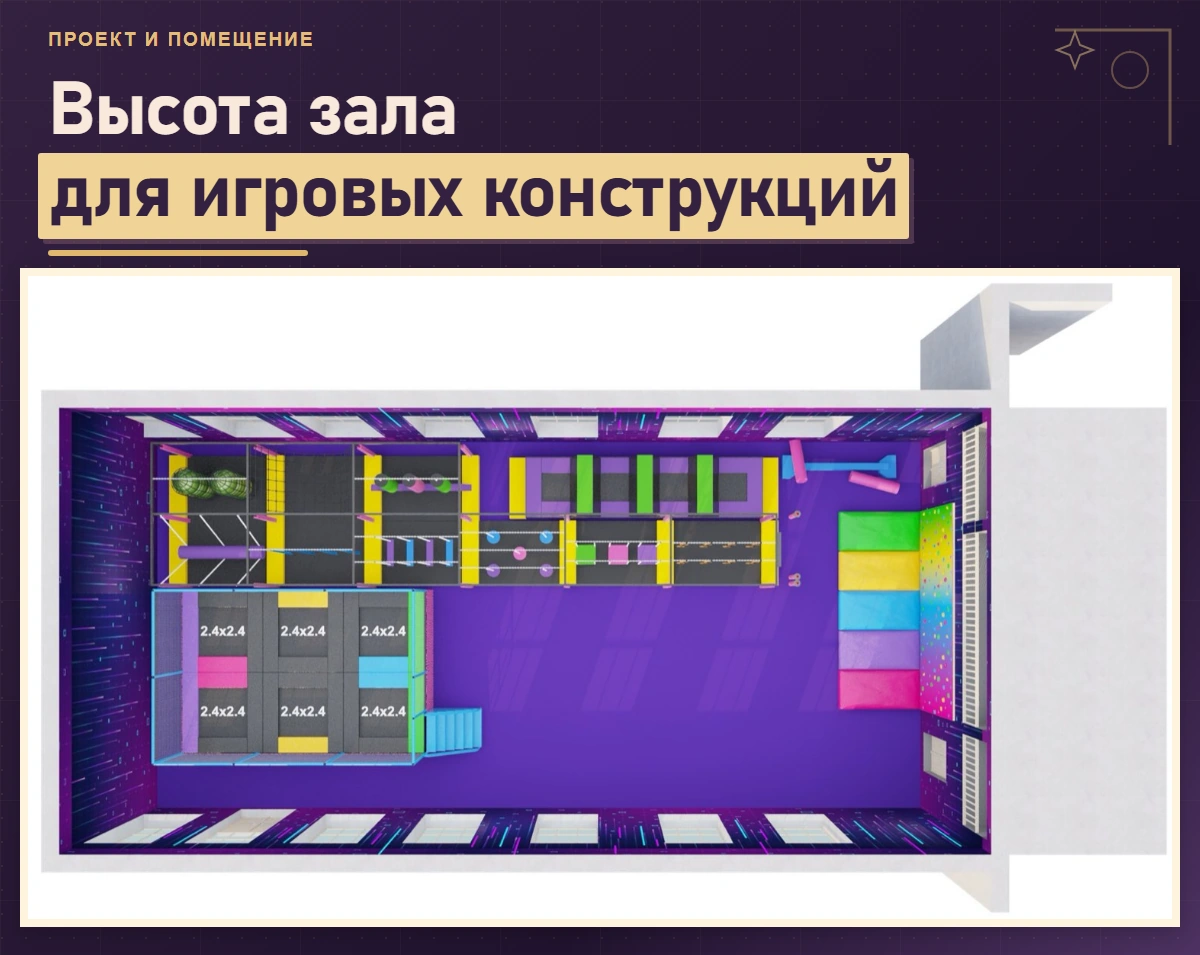 ПРОЕКТ И ПОМЕЩЕНИЕ
Высота зала
для игровых конструкций
2.4x2.4 2.4x2.4 2.4x2.4
2.4x2.4 2.4x2.4 2.4x2.4